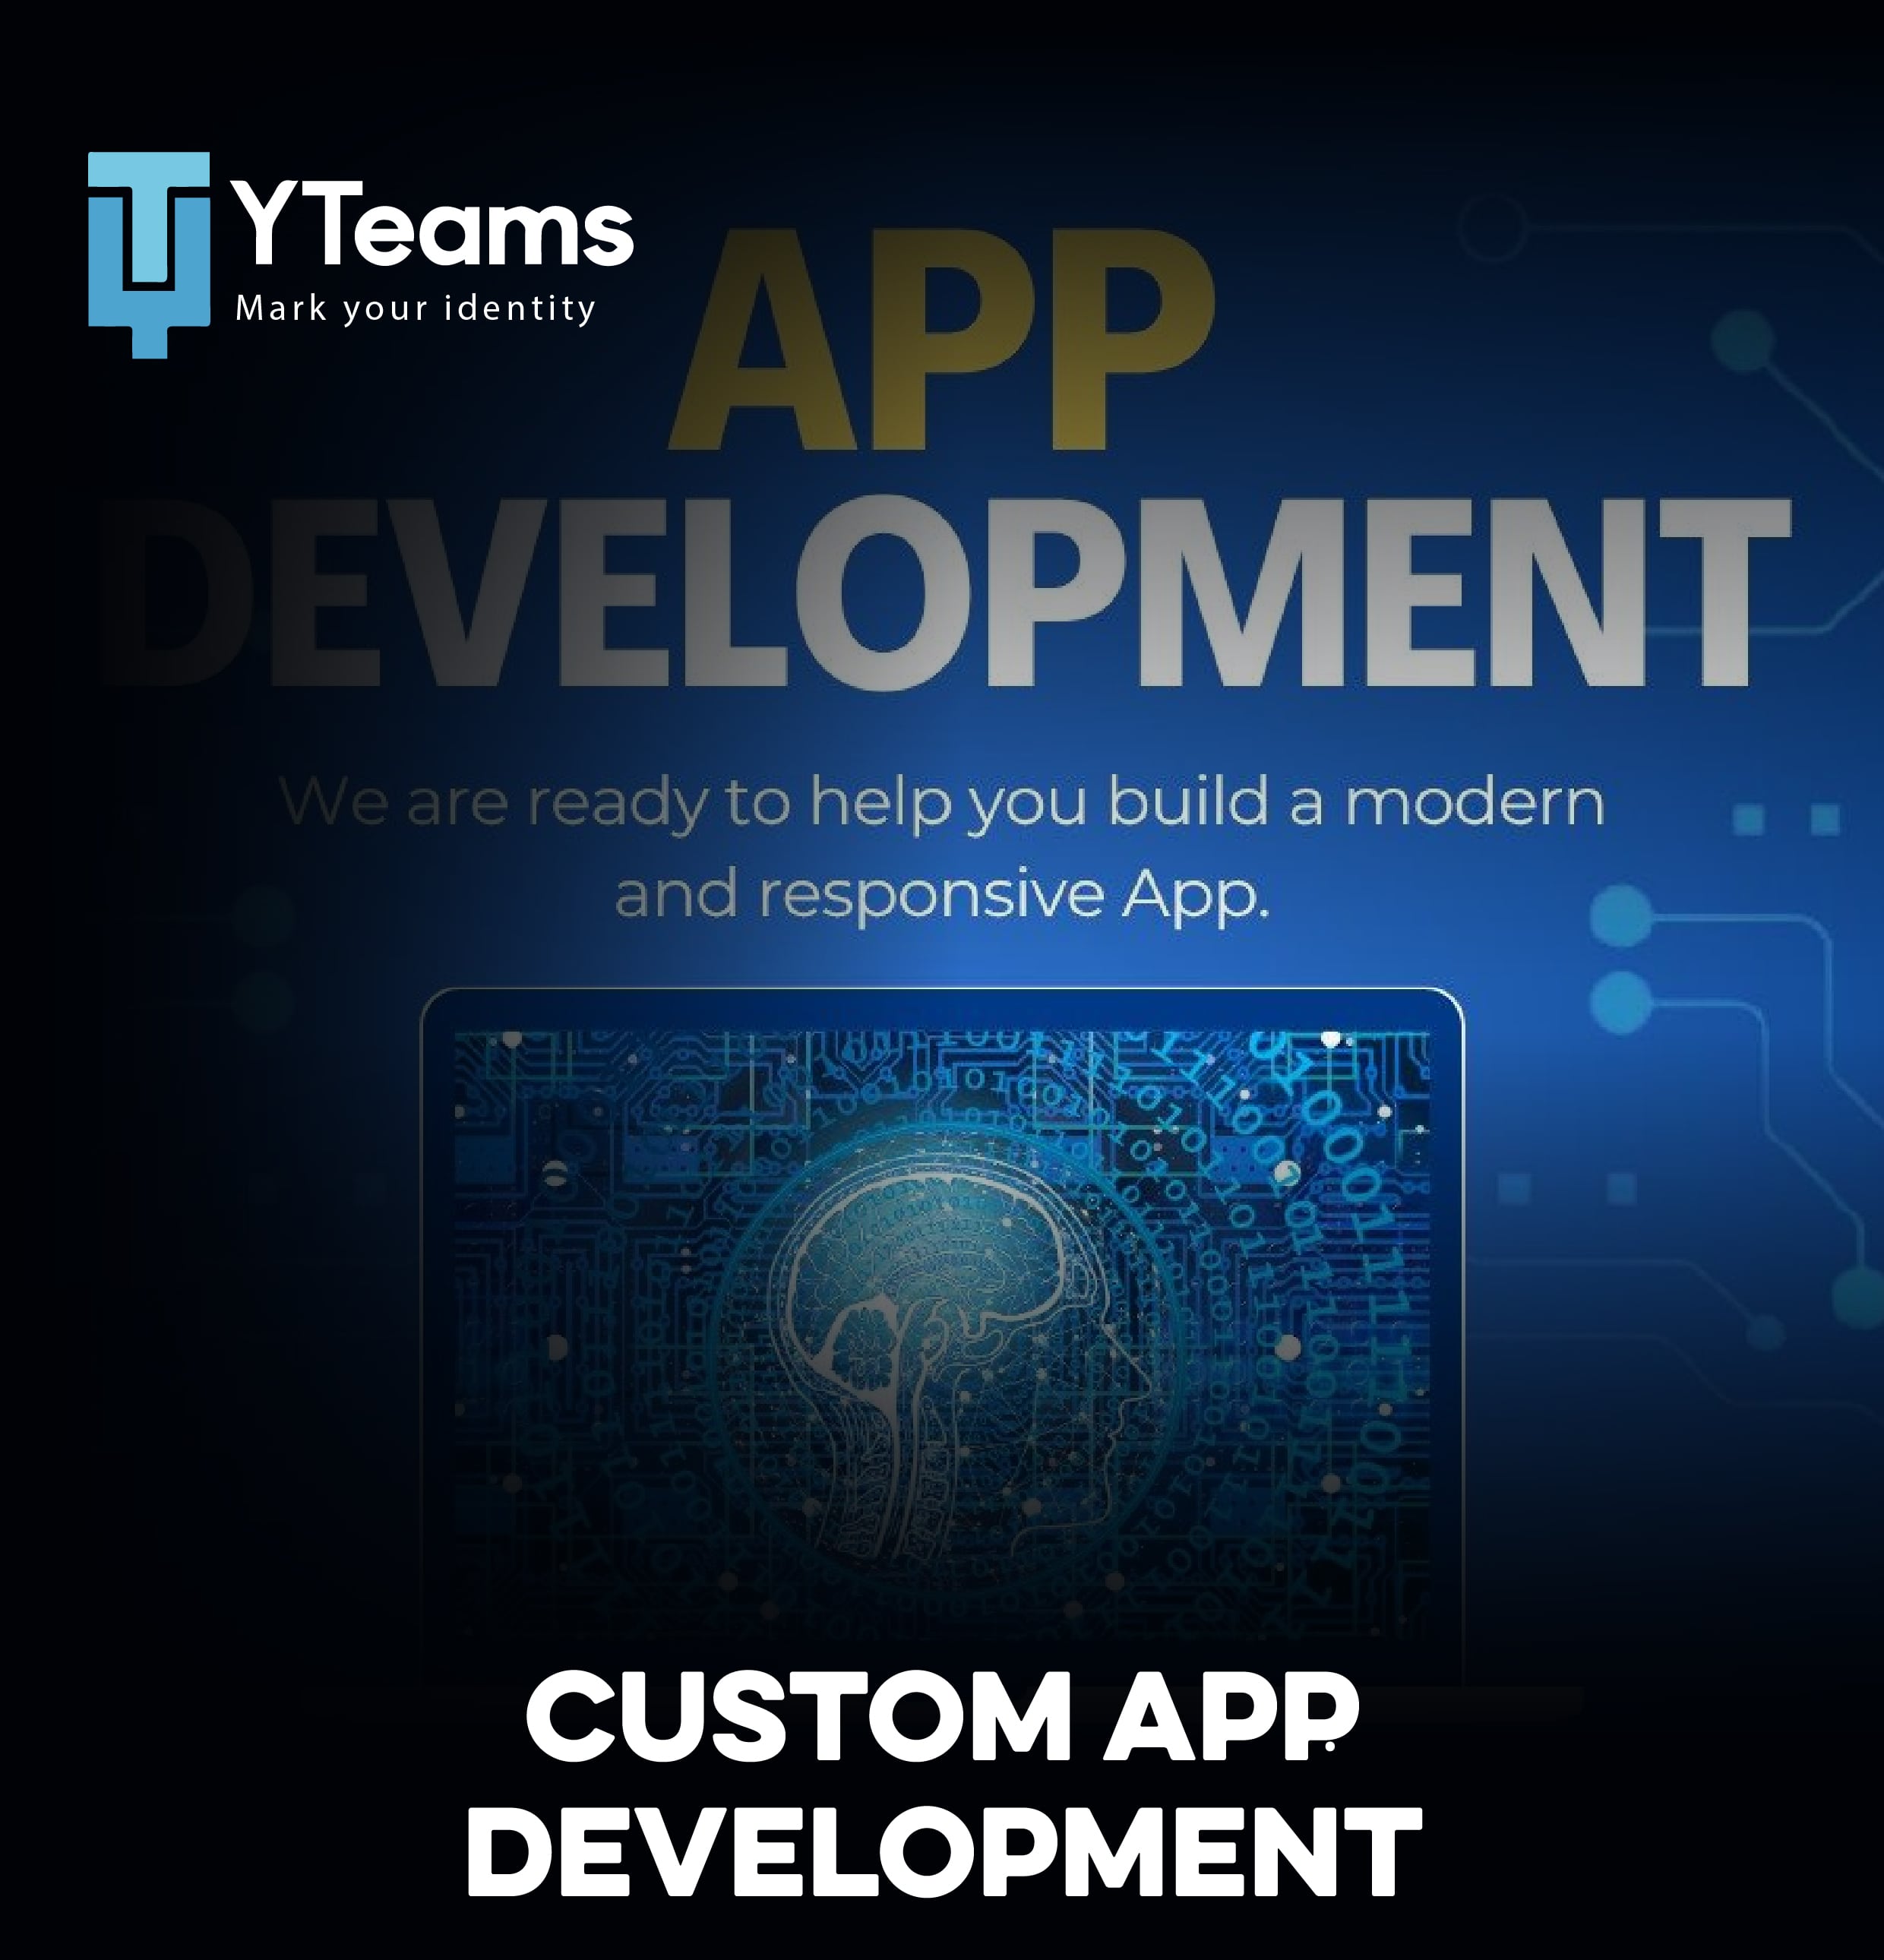 YTeams
Mark your identity
APP
DEVELOPMENT
We are ready to help you build a modern
and responsive App.
CUSTOM APP
DEVELOPMENT